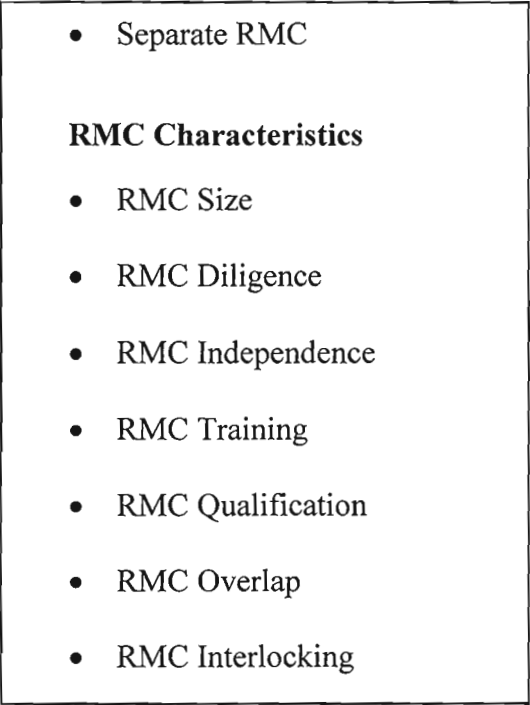 • Separate RMC
RMC Characteristics
• RMC Size
• RMC Diligence
• RMC Independence
• RMC Training
• RMC Qualification
• RMC Overlap
• RMC Interlocking